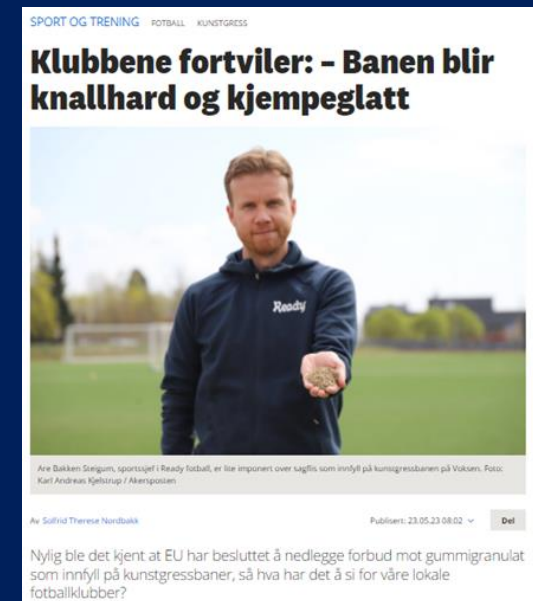 SPORT OG TRENING FOTBALL KUNSTGRESS
Klubbene fortviler: – Banen blir
knallhard og kjempeglatt
Ready
Are Bakken Steigum, sportssjef i Ready fotball, er lite imponert over sagflis som innfyll på kunstgressbanen på Voksen. Foto:
Karl Andreas Kjelstrup / Akersposten
Av Solfrid Therese Nordbakk Publisert: 23.05.23 08:02 Del
Nylig ble det kjent at EU har besluttet å nedlegge forbud mot gummigranulat
som innfyll på kunstgressbaner, så hva har det å si for våre lokale
fotballklubber?